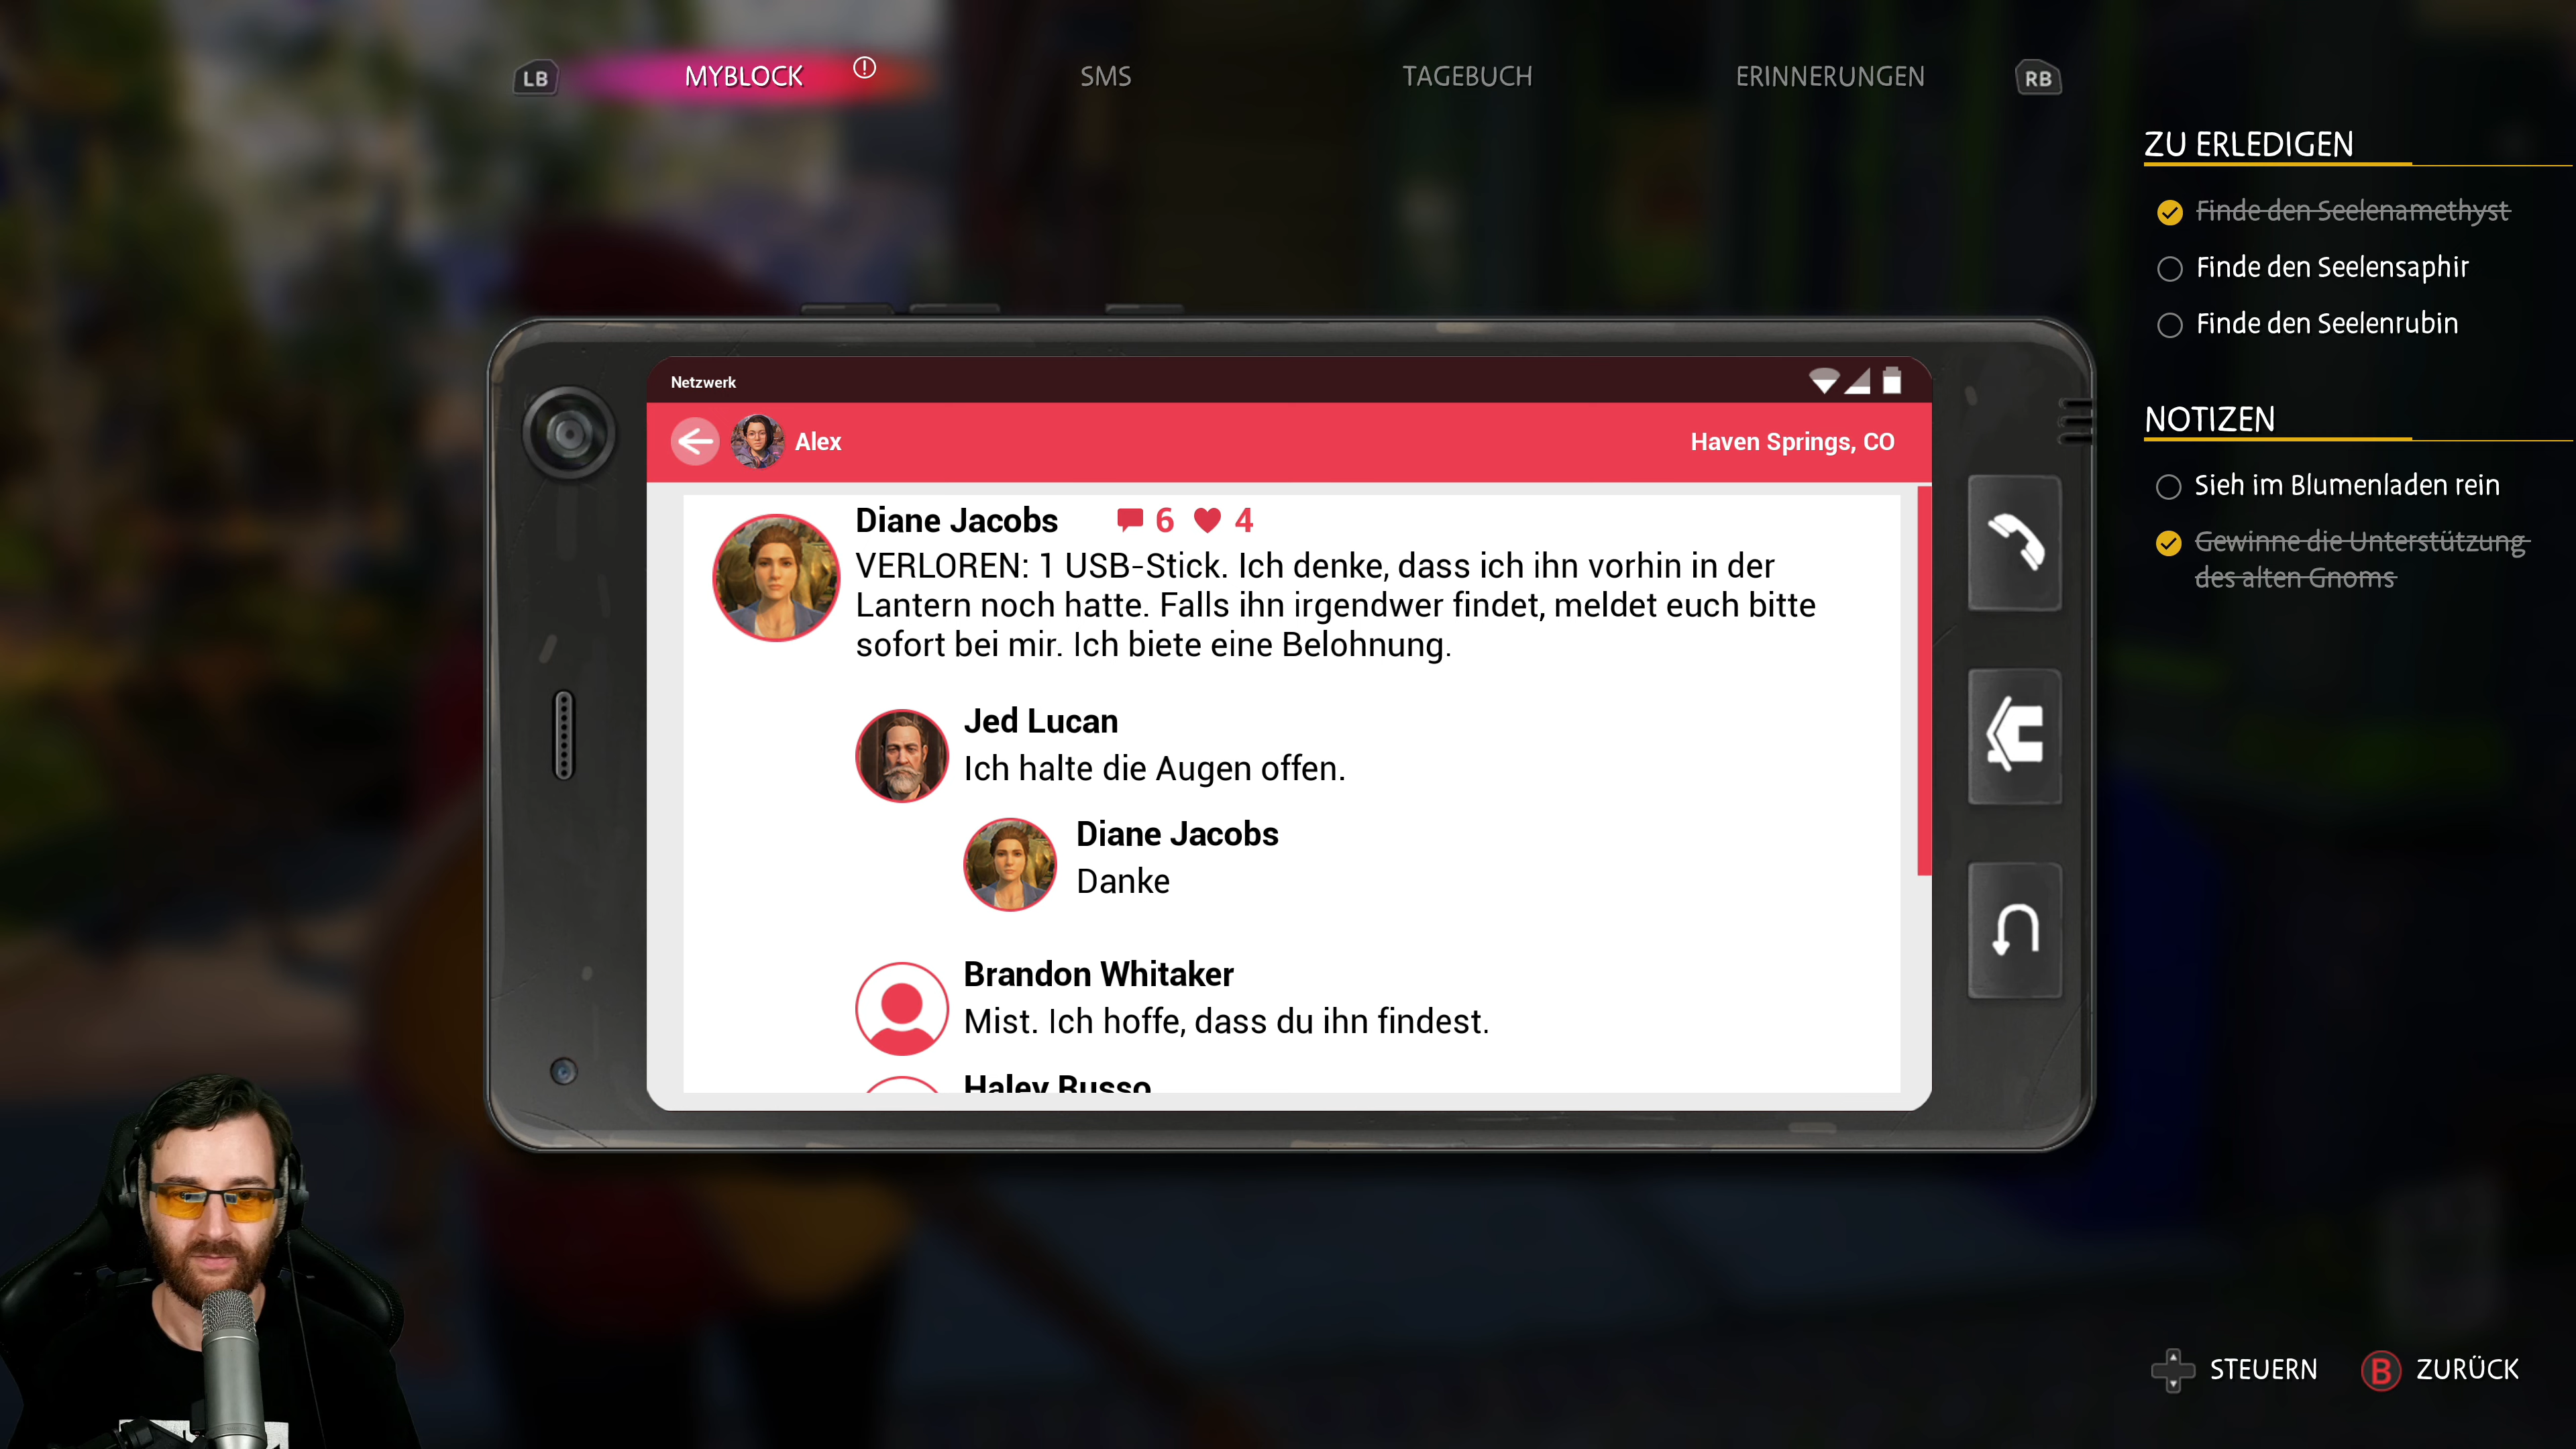 LB
MYBLOCK
SMS
TAGEBUCH
ERINNERUNGEN
RB
ZU ERLEDIGEN
Finde den Seelenamethyst
Finde den Seelensaphir
Finde den Seelenrubin
NOTIZEN
Sieh im Blumenladen rein
Gewinne die Unterstützung
des alten Gnoms
Netzwerk
Alex
Haven Springs, CO
Diane Jacobs 6 4
VERLOREN: 1 USB-Stick. Ich denke, dass ich ihn vorhin in der
Lantern noch hatte. Falls ihn irgendwer findet, meldet euch bitte
sofort bei mir. Ich biete eine Belohnung.
Jed Lucan
Ich halte die Augen offen.
Diane Jacobs
Danke
Brandon Whitaker
Mist. Ich hoffe, dass du ihn findest.
Haley Russo
STEUERN
B ZURÜCK